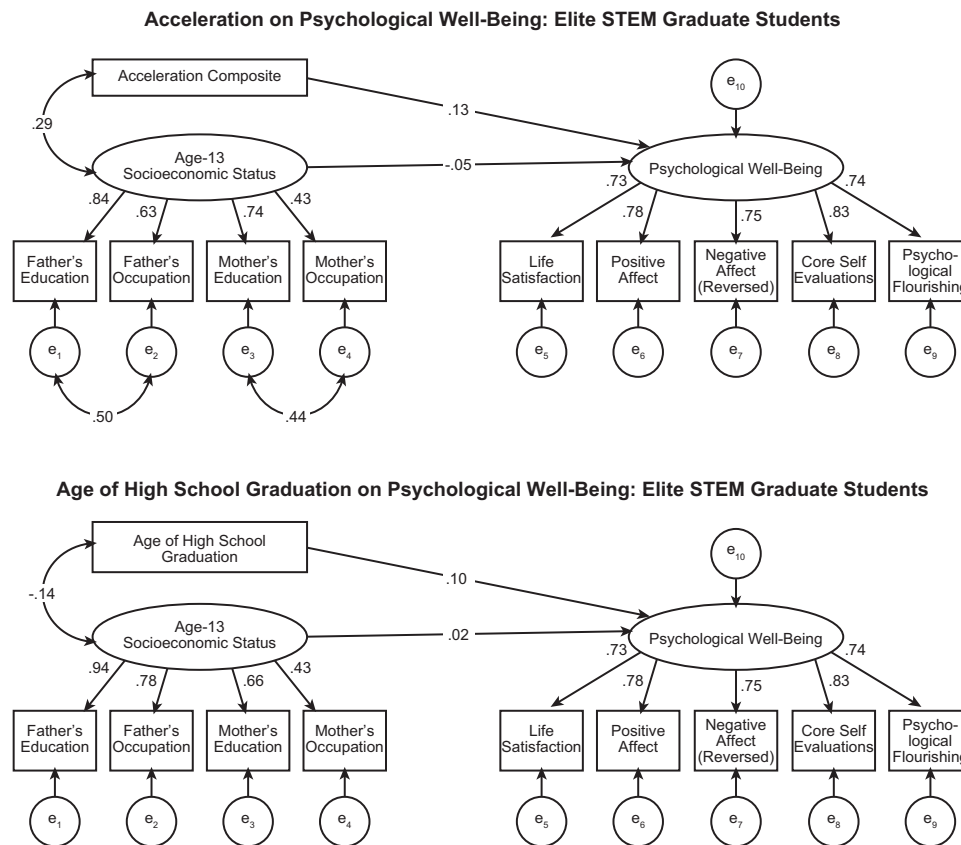 Acceleration on Psychological Well-Being: Elite STEM Graduate Students
Acceleration Composite
e10
.29
.13
Age-13
Socioeconomic Status
-.05
Psychological Well-Being
.84
.63
.74
.43
.73
.78
.75
.83
.74
Father’s
Education
Father’s
Occupation
Mother’s
Education
Mother’s
Occupation
Life
Satisfaction
Positive
Affect
Negative
Affect
(Reversed)
Core Self
Evaluations
Psycho-
logical
Flourishing
e1
e2
e3
e4
e5
e6
e7
e8
e9
.50
.44
Age of High School Graduation on Psychological Well-Being: Elite STEM Graduate Students
Age of High School
Graduation
e10
-.14
.10
Age-13
Socioeconomic Status
.02
Psychological Well-Being
.94
.78
.66
.43
.73
.78
.75
.83
.74
Father’s
Education
Father’s
Occupation
Mother’s
Education
Mother’s
Occupation
Life
Satisfaction
Positive
Affect
Negative
Affect
(Reversed)
Core Self
Evaluations
Psycho-
logical
Flourishing
e1
e2
e3
e4
e5
e6
e7
e8
e9